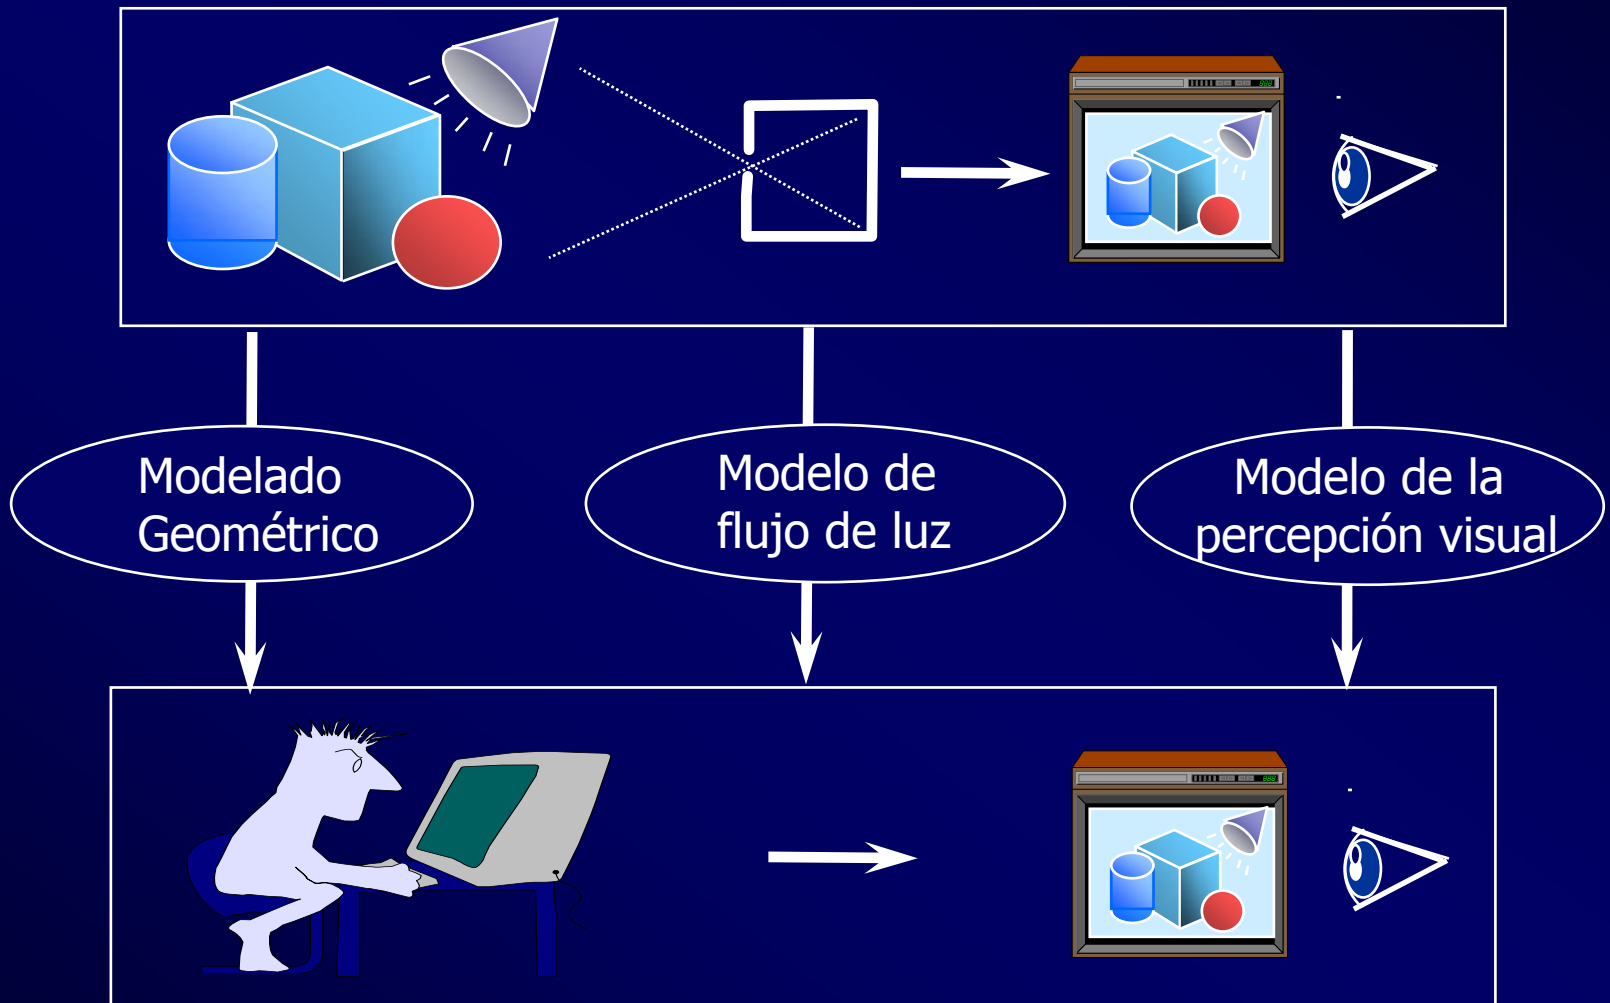 Modelado
Geométrico
Modelo de
flujo de luz
Modelo de la
percepción visual